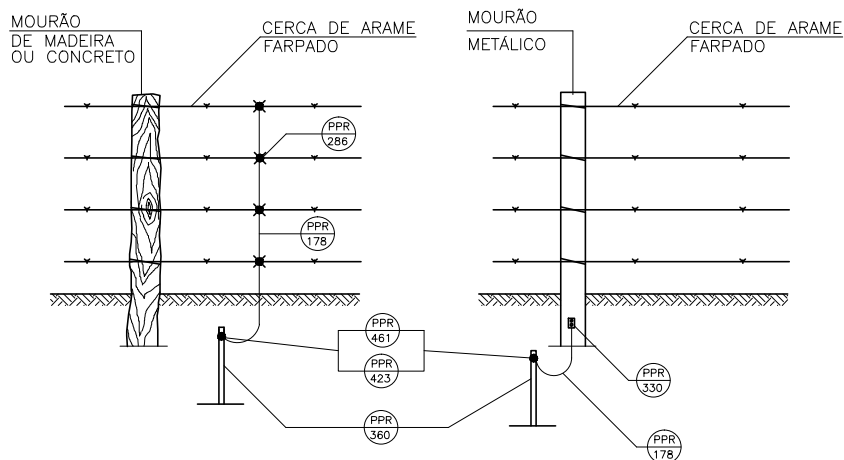 MOURÃO
DE MADEIRA
OU CONCRETO
CERCA DE ARAME
FARPADO
MOURÃO
METÁLICO
CERCA DE ARAME
FARPADO
PPR
286
PPR
178
PPR
461
PPR
423
PPR
330
PPR
360
PPR
178